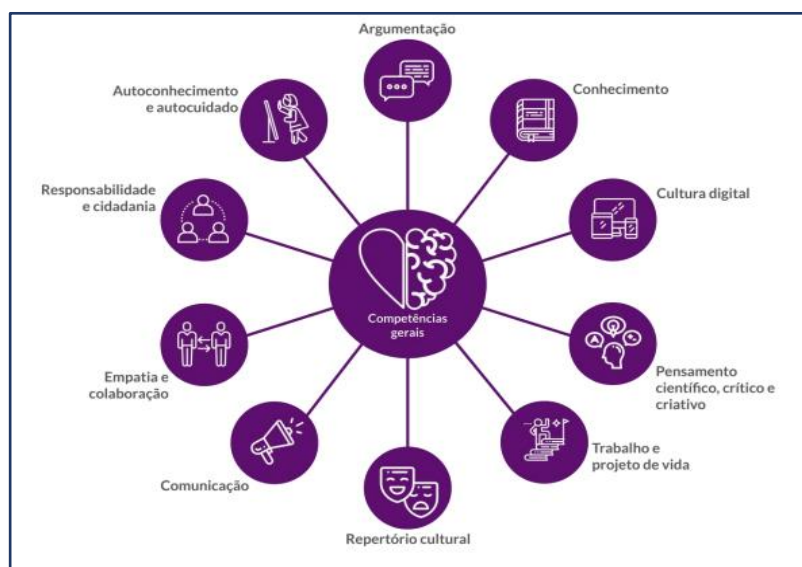 Argumentação
Conhecimento
Cultura digital
Pensamento
científico, crítico e
criativo
Trabalho e
projeto de vida
Repertório cultural
Comunicação
Empatia e
colaboração
Responsabilidade
e cidadania
Autoconhecimento
e autocuidado
Competências
gerais
A